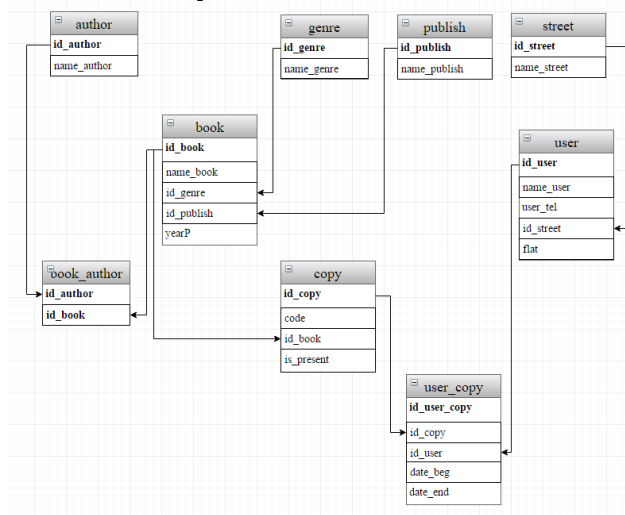 author
id_author
name_author
genre
id_genre
name_genre
publish
id_publish
name_publish
street
id_street
name_street
book
id_book
name_book
id_genre
id_publish
yearP
user
id_user
name_user
user_tel
id_street
flat
book_author
id_author
id_book
copy
id_copy
code
id_book
is_present
user_copy
id_user_copy
id_copy
id_user
date_beg
date_end